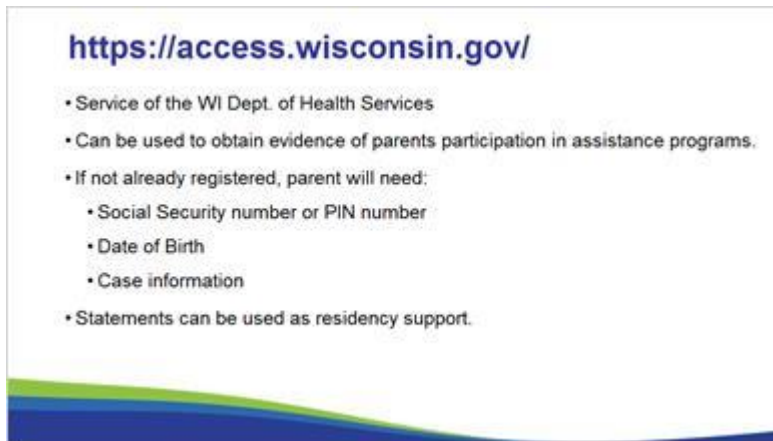 https://access.wisconsin.gov/
• Service of the WI Dept. of Health Services
• Can be used to obtain evidence of parents participation in assistance programs.
• If not already registered, parent will need:
• Social Security number or PIN number
• Date of Birth
• Case information
• Statements can be used as residency support.